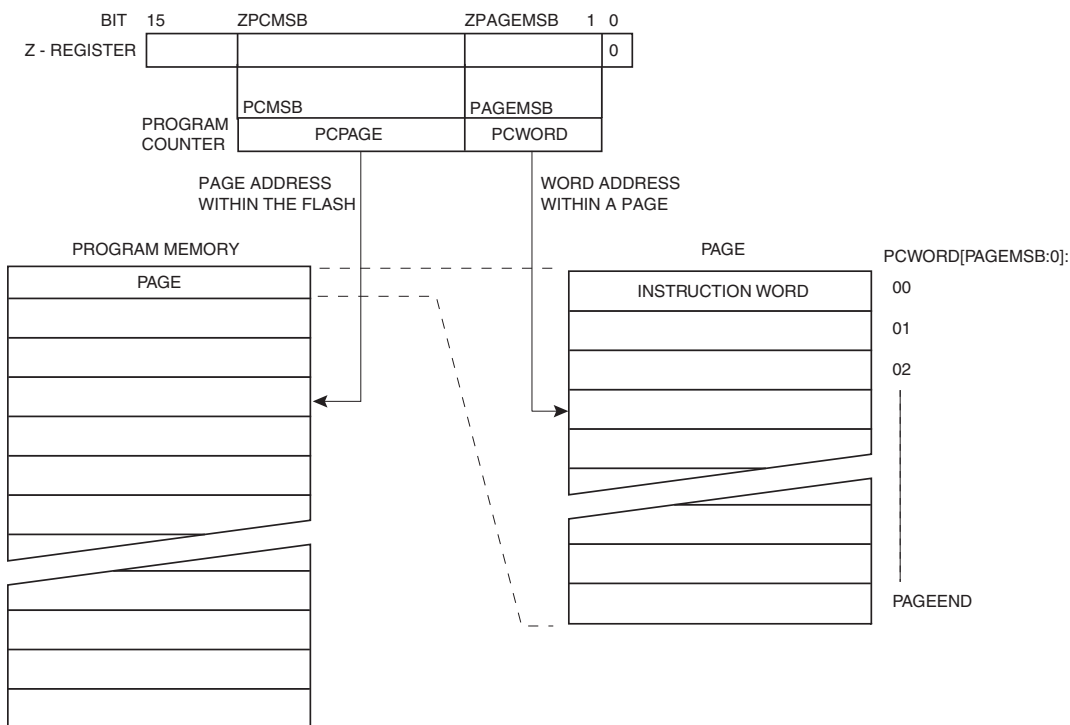 BIT 15 ZPCMSB ZPAGEMSB 1 0
Z - REGISTER 0
PCMSB PAGEMSB
PROGRAM
COUNTER
PCPAGE PCWORD
PAGE ADDRESS
WITHIN THE FLASH
WORD ADDRESS
WITHIN A PAGE
PROGRAM MEMORY
PAGE
PAGE
INSTRUCTION WORD
PCWORD[PAGEMSB:0]:
00
01
02
PAGEEND